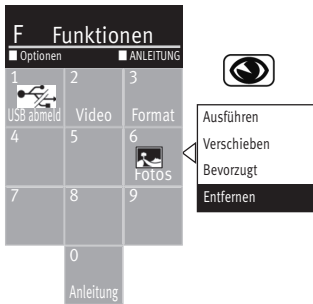 F Funktionen
Optionen ANLEITUNG
1 2 3
USB abmeld Video Format
4 5 6
Fotos
7 8 9
0
Anleitung
Ausführen
Verschieben
Bevorzugt
Entfernen